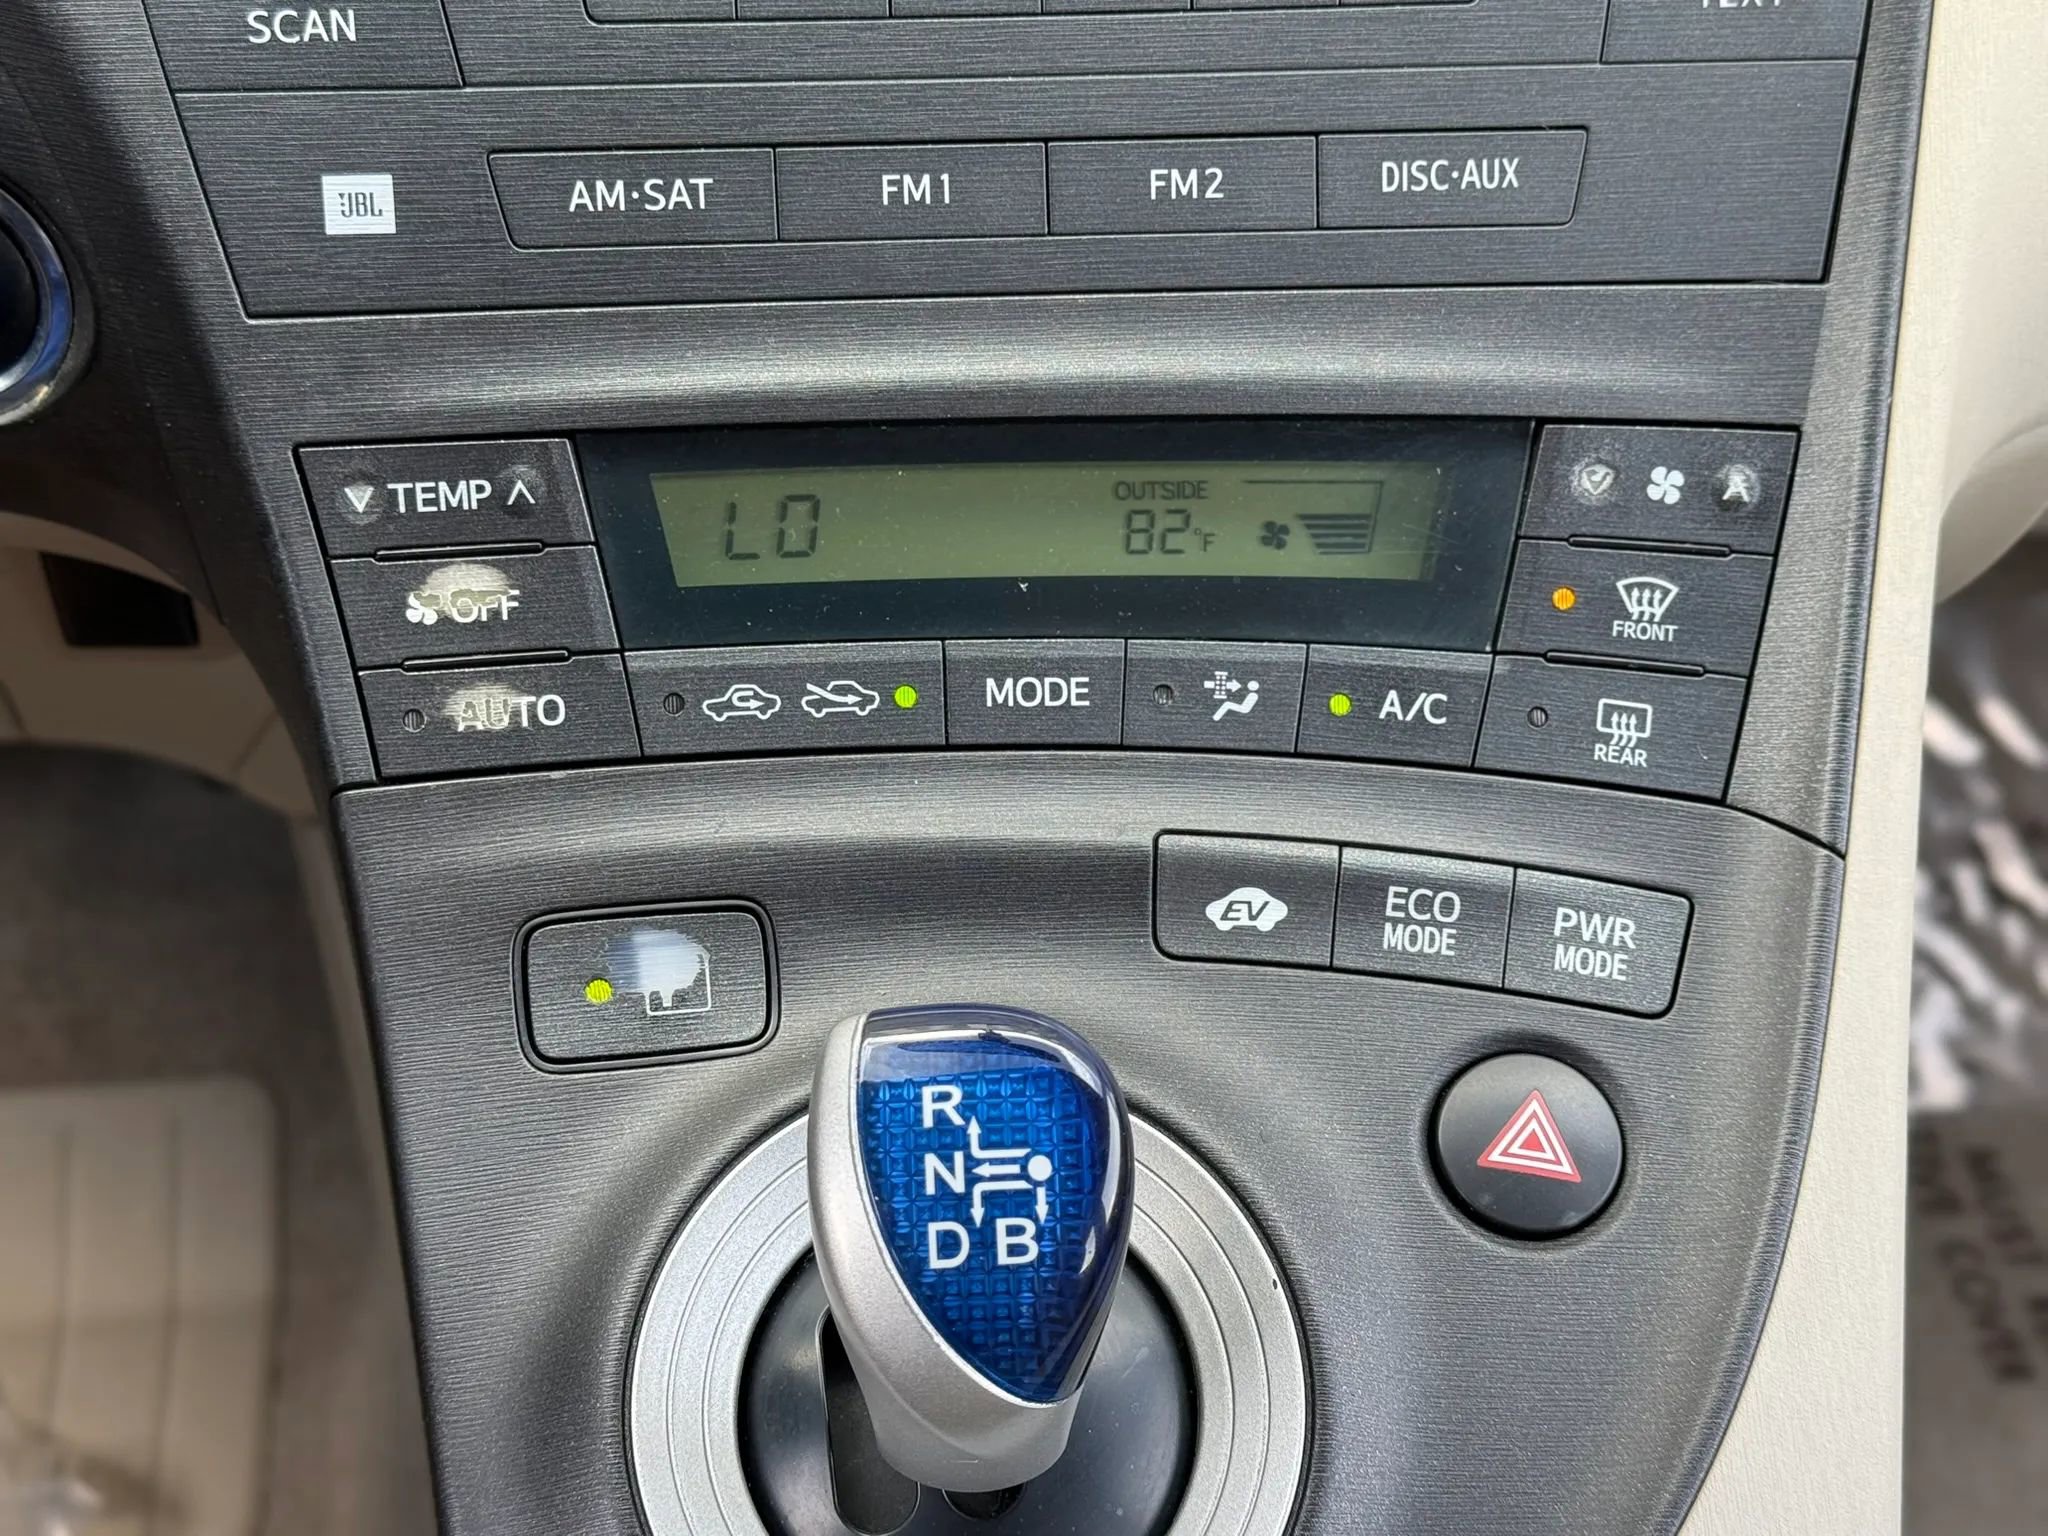 SCAN
TEXT
JBL
AM·SAT FM1 FM2 DISC·AUX
TEMP
LO
OUTSIDE
82°F
OFF
FRONT
AUTO
MODE
A/C
REAR
EV
ECO
MODE
PWR
MODE
R
N
D B